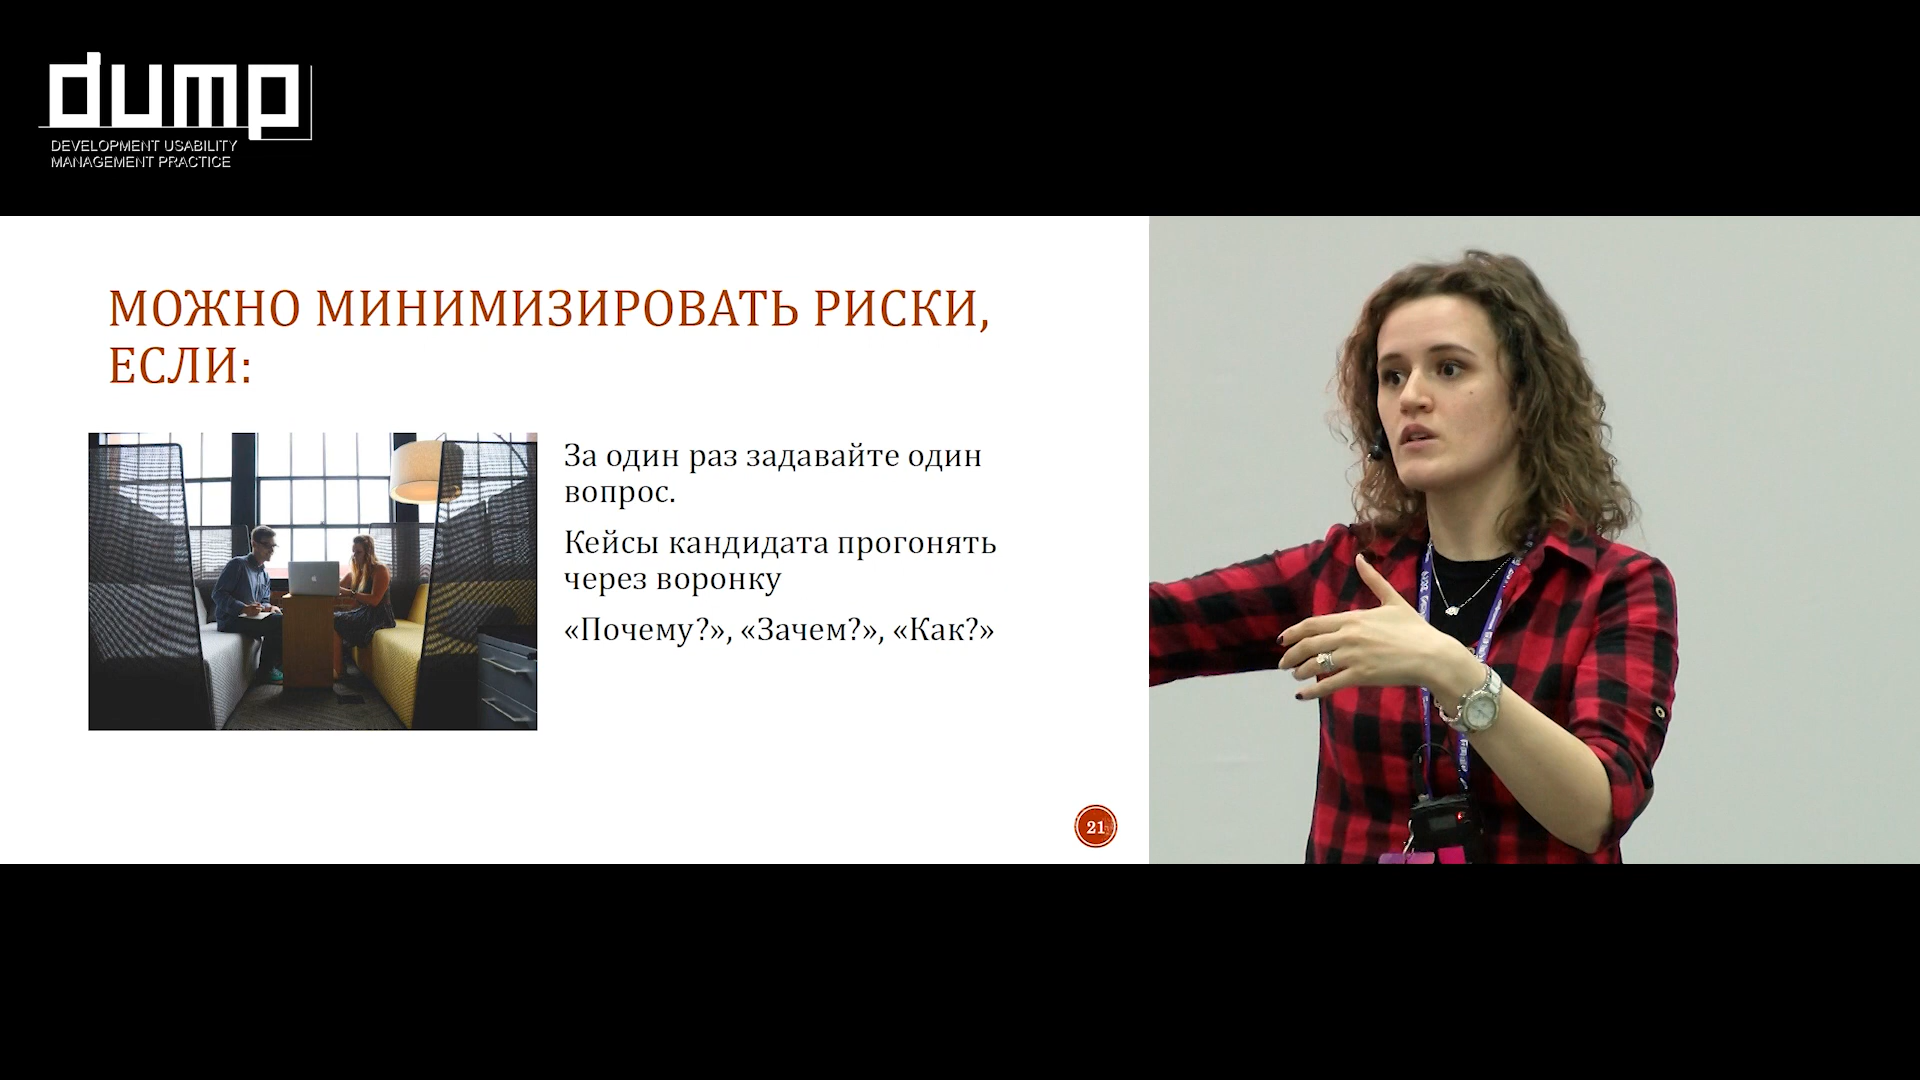 dump
DEVELOPMENT USABILITY
MANAGEMENT PRACTICE
МОЖНО МИНИМИЗИРОВАТЬ РИСКИ,
ЕСЛИ:
За один раз задавайте один
вопрос.
Кейсы кандидата прогонять
через воронку
«Почему?», «Зачем?», «Как?»
21